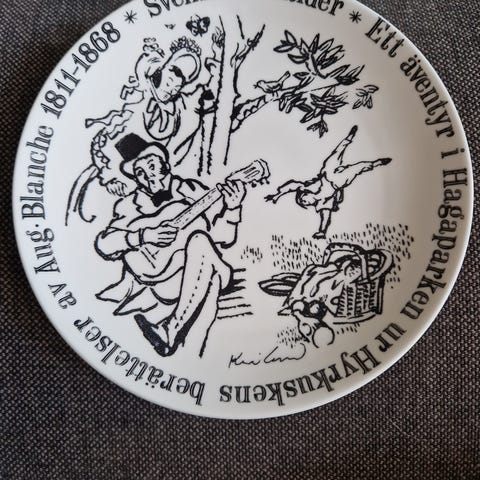 Ett äventyr i Hagaparken ur Hyrkuskens berättelser av Aug. Blanche 1811-1868 *